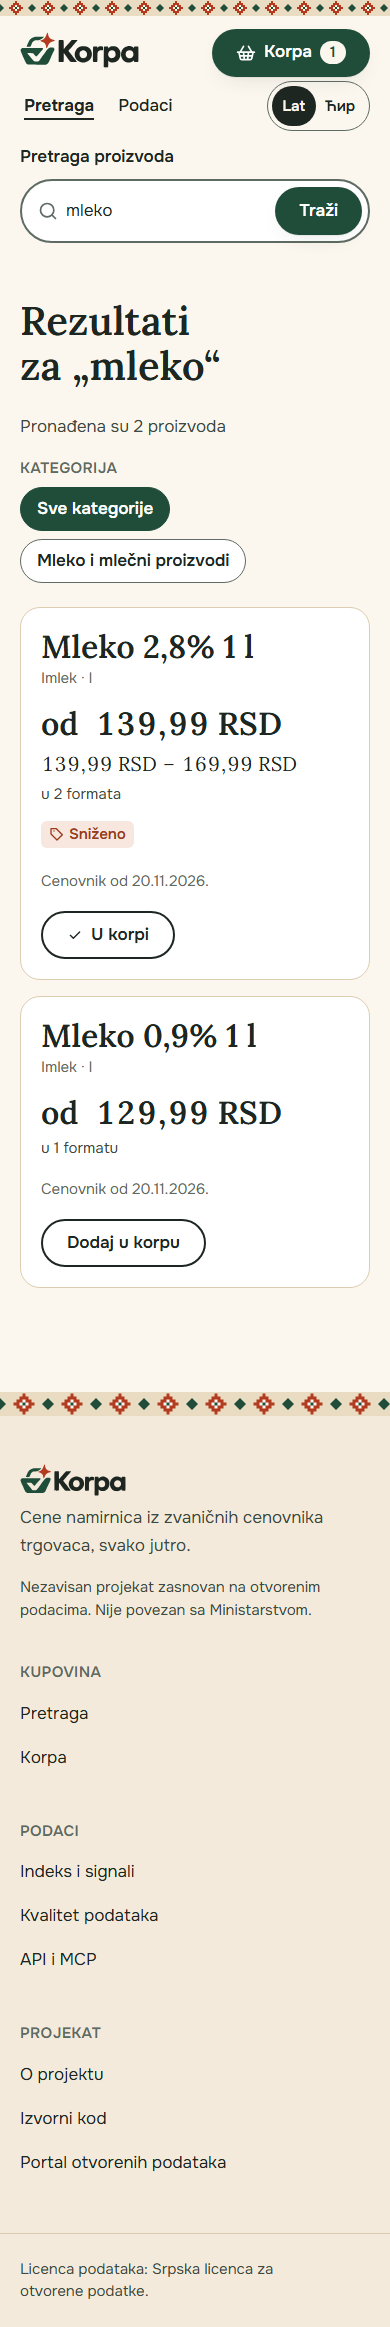 Korpa
Korpa 1
Pretraga Podaci
Lat Ћир
Pretraga proizvoda
mleko
Traži
Rezultati
za „mleko“
Pronađena su 2 proizvoda
KATEGORIJA
Sve kategorije
Mleko i mlečni proizvodi
Mleko 2,8% 1 l
Imlek · l
od 139,99 RSD
139,99 RSD – 169,99 RSD
u 2 formata
Sniženo
Cenovnik od 20.11.2026.
U korpi
Mleko 0,9% 1 l
Imlek · l
od 129,99 RSD
u 1 formatu
Cenovnik od 20.11.2026.
Dodaj u korpu
Korpa
Cene namirnica iz zvaničnih cenovnika
trgovaca, svako jutro.
Nezavisan projekat zasnovan na otvorenim
podacima. Nije povezan sa Ministarstvom.
KUPOVINA
Pretraga
Korpa
PODACI
Indeks i signali
Kvalitet podataka
API i MCP
PROJEKAT
O projektu
Izvorni kod
Portal otvorenih podataka
Licenca podataka: Srpska licenca za
otvorene podatke.